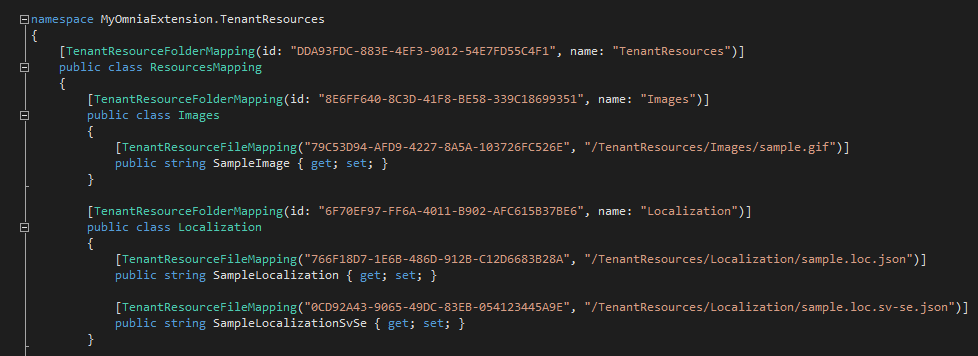 namespace MyOmniaExtension.TenantResources
{
[TenantResourceFolderMapping(id: "DDA93FDC-883E-4EF3-9012-54E7FD55C4F1", name: "TenantResources")]
public class ResourcesMapping
{
[TenantResourceFolderMapping(id: "8E6FF640-8C3D-41F8-BE58-339C18699351", name: "Images")]
public class Images
{
[TenantResourceFileMapping("79C53D94-AFD9-4227-8A5A-103726FC526E", "/TenantResources/Images/sample.gif")]
public string SampleImage { get; set; }
}
[TenantResourceFolderMapping(id: "6F70EF97-FF6A-4011-B902-AFC615B37BE6", name: "Localization")]
public class Localization
{
[TenantResourceFileMapping("766F18D7-1E6B-486D-912B-C12D6683B28A", "/TenantResources/Localization/sample.loc.json")]
public string SampleLocalization { get; set; }
[TenantResourceFileMapping("0CD92A43-9065-49DC-83EB-054123445A9E", "/TenantResources/Localization/sample.loc.sv-se.json")]
public string SampleLocalizationSvSe { get; set; }
}